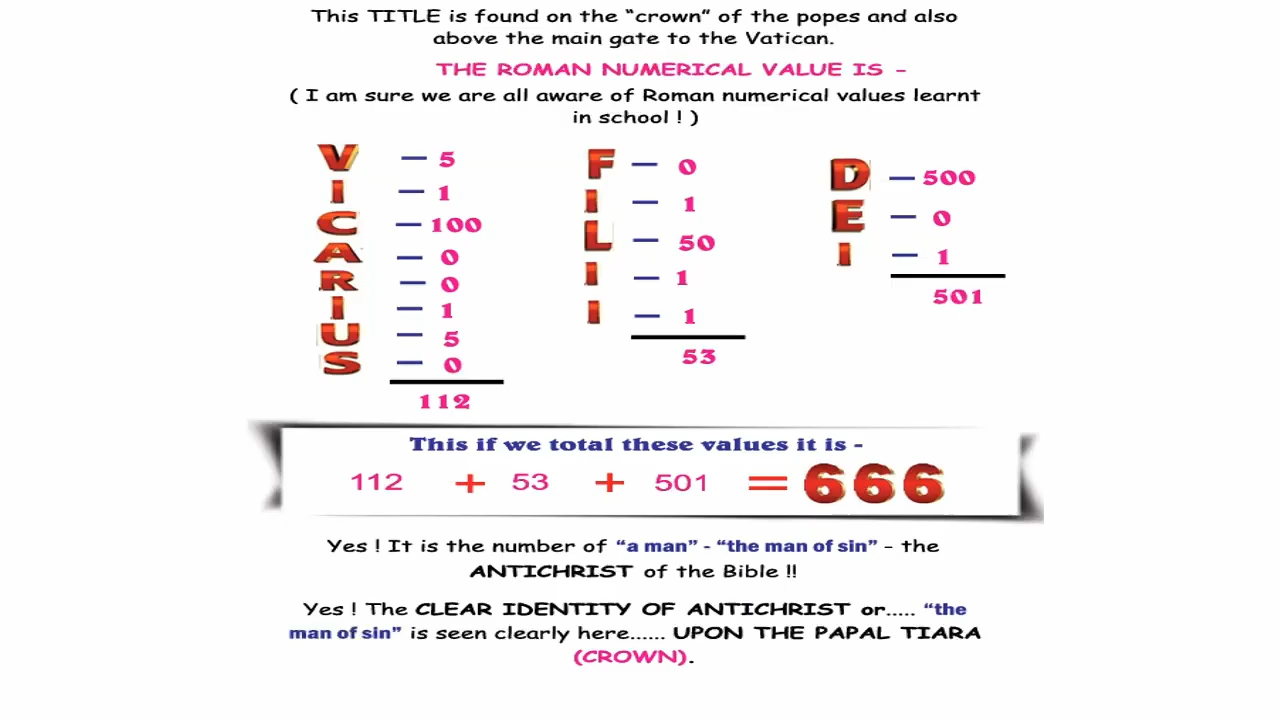 This TITLE is found on the “crown” of the popes and also
above the main gate to the Vatican.
THE ROMAN NUMERICAL VALUE IS -
( I am sure we are all aware of Roman numerical values learnt
in school ! )
V — 5
I — 1
C — 100
A — 0
R — 0
I — 1
U — 5
S — 0
112
F — 0
I — 1
L — 50
I — 1
I — 1
53
D — 500
E — 0
I — 1
501
This if we total these values it is -
112 + 53 + 501 = 666
Yes ! It is the number of “a man” - “the man of sin” - the
ANTICHRIST of the Bible !!
Yes ! The CLEAR IDENTITY OF ANTICHRIST or..... “the
man of sin” is seen clearly here...... UPON THE PAPAL TIARA
(CROWN).